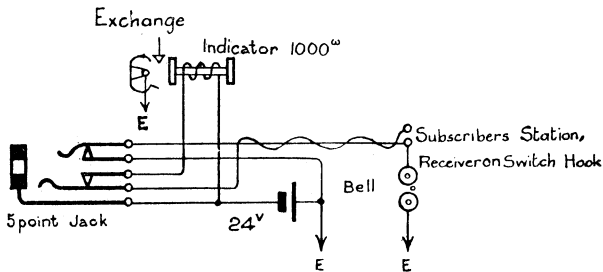 Exchange
Indicator 1000ω
E
Subscribers Station,
Receiver on Switch Hook
Bell
5 point Jack
24V
E
E